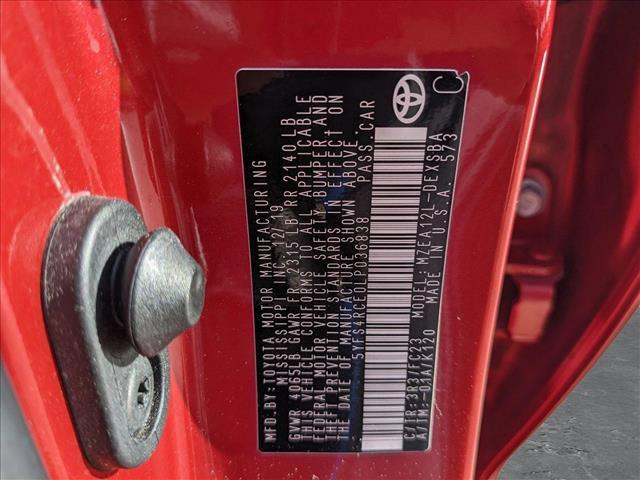 MFD.BY:TOYOTA MOTOR MANUFACTURING
MISSISSIPPI INC. 12/19
GVWR 4065LB GAWR FR 2315LB RR 2140LB
THIS VEHICLE CONFORMS TO ALL APPLICABLE
FEDERAL MOTOR VEHICLE SAFETY, BUMPER, AND
THEFT PREVENTION STANDARDS IN EFFECT ON
THE DATE OF MANUFACTURE SHOWN ABOVE.
5YFS4RCE0LP036838 PASS.CAR
C/TR:3R3/FC23 MODEL: MZEA12L-DEXSBA
A/TM:-01A/K120 MADE IN U.S.A. 573
C